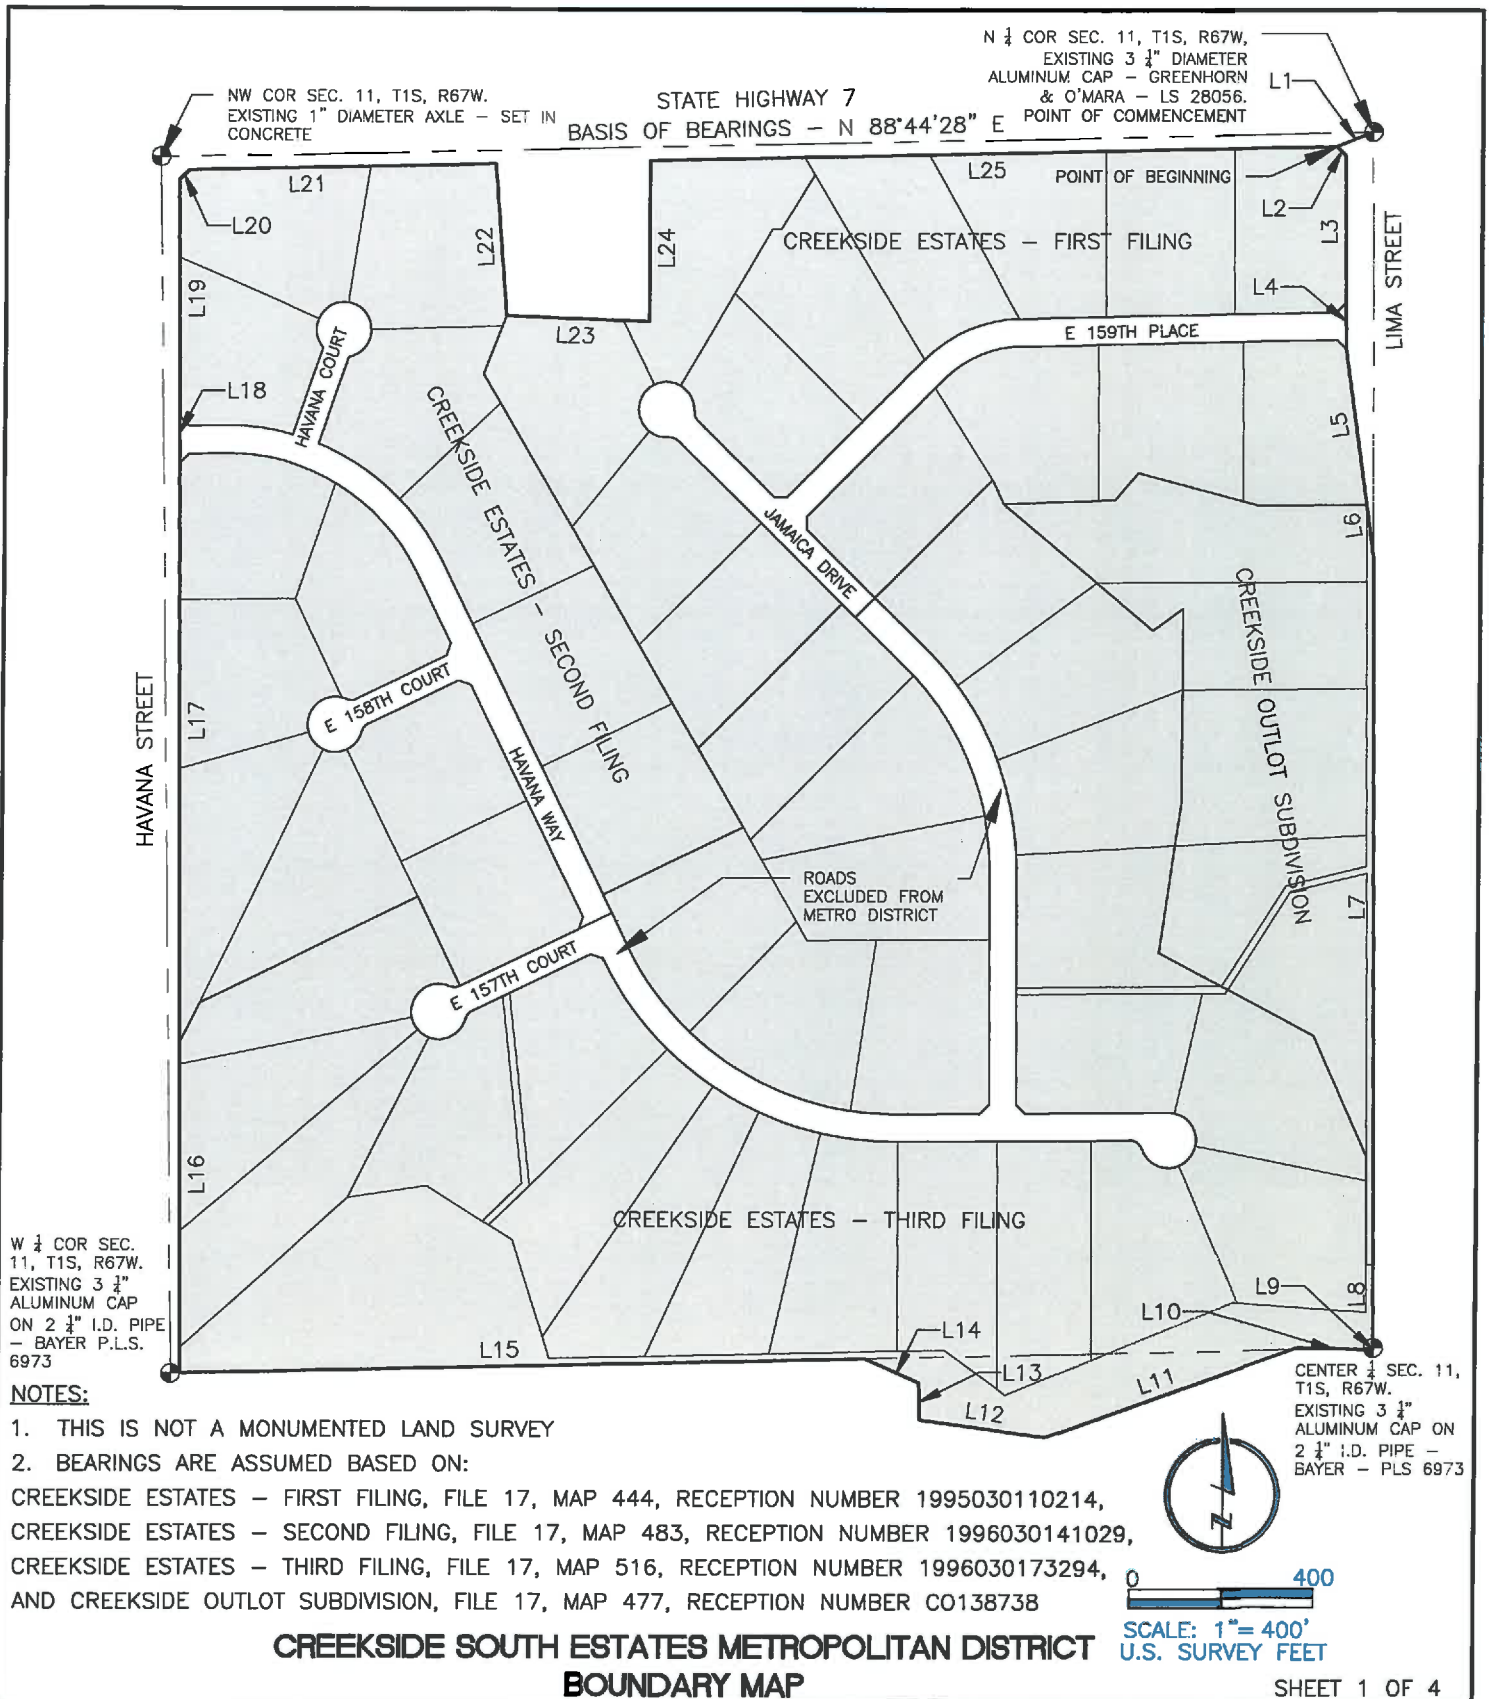 N 1/4 COR SEC. 11, T1S, R67W,
EXISTING 3 1/4" DIAMETER
ALUMINUM CAP – GREENHORN
& O'MARA – LS 28056.
POINT OF COMMENCEMENT
L1
NW COR SEC. 11, T1S, R67W.
EXISTING 1" DIAMETER AXLE – SET IN
CONCRETE
STATE HIGHWAY 7
BASIS OF BEARINGS – N 88°44'28" E
L21
L25
POINT OF BEGINNING
L20
L22
L24
L2
L3
CREEKSIDE ESTATES – FIRST FILING
LIMA STREET
L19
L4
L23
E 159TH PLACE
HAVANA COURT
L18
L5
CREEKSIDE ESTATES – SECOND FILING
JAMAICA DRIVE
L6
CREEKSIDE OUTLOT SUBDIVISION
HAVANA STREET
L17
E 158TH COURT
HAVANA WAY
ROADS
EXCLUDED FROM
METRO DISTRICT
L7
E 157TH COURT
L16
CREEKSIDE ESTATES – THIRD FILING
W 1/4 COR SEC.
11, T1S, R67W.
EXISTING 3 1/4"
ALUMINUM CAP
ON 2 1/4" I.D. PIPE
– BAYER P.L.S.
6973
L9
L8
L10
L14
L15
L13
L11
L12
CENTER 1/4 SEC. 11,
T1S, R67W.
EXISTING 3 1/4"
ALUMINUM CAP ON
2 1/4" I.D. PIPE –
BAYER – PLS 6973
NOTES:
1. THIS IS NOT A MONUMENTED LAND SURVEY
2. BEARINGS ARE ASSUMED BASED ON:
CREEKSIDE ESTATES – FIRST FILING, FILE 17, MAP 444, RECEPTION NUMBER 1995030110214,
CREEKSIDE ESTATES – SECOND FILING, FILE 17, MAP 483, RECEPTION NUMBER 1996030141029,
CREEKSIDE ESTATES – THIRD FILING, FILE 17, MAP 516, RECEPTION NUMBER 1996030173294,
AND CREEKSIDE OUTLOT SUBDIVISION, FILE 17, MAP 477, RECEPTION NUMBER C0138738
N
0 400
SCALE: 1"= 400'
U.S. SURVEY FEET
CREEKSIDE SOUTH ESTATES METROPOLITAN DISTRICT
BOUNDARY MAP
SHEET 1 OF 4